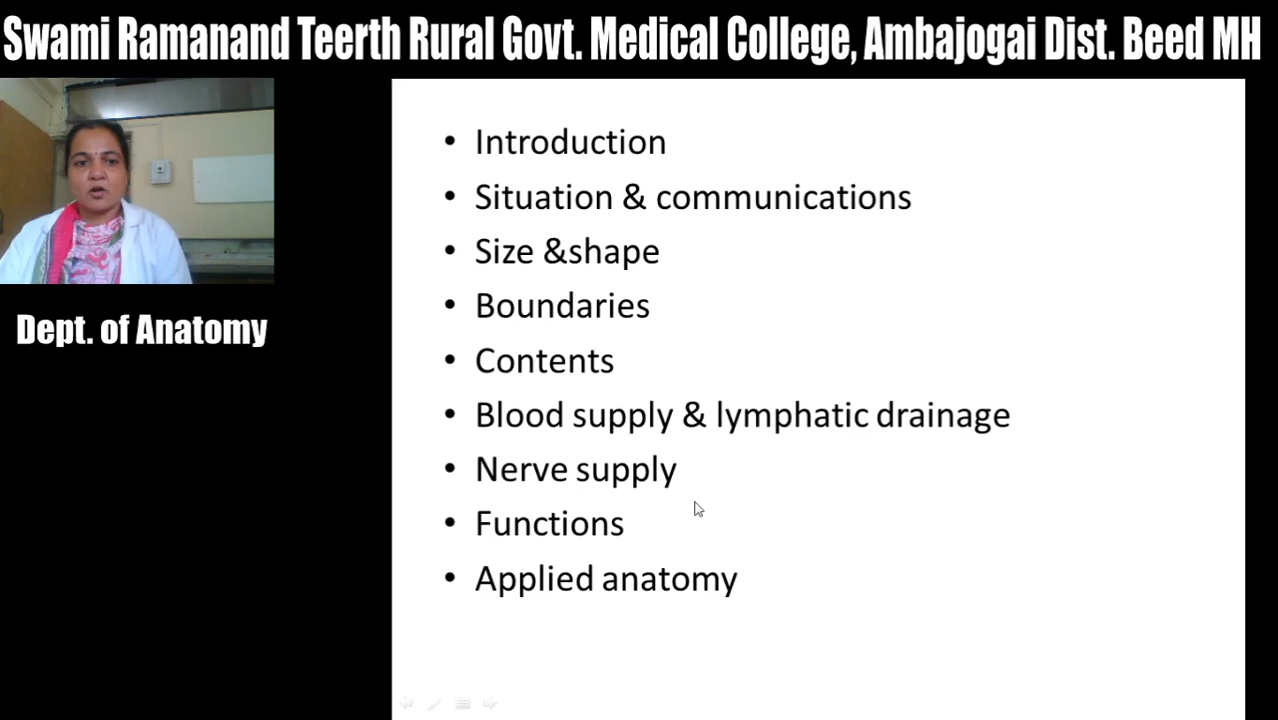 Swami Ramanand Teerth Rural Govt. Medical College, Ambajogai Dist. Beed MH
• Introduction
• Situation & communications
• Size &shape
• Boundaries
• Contents
• Blood supply & lymphatic drainage
• Nerve supply
• Functions
• Applied anatomy
Dept. of Anatomy